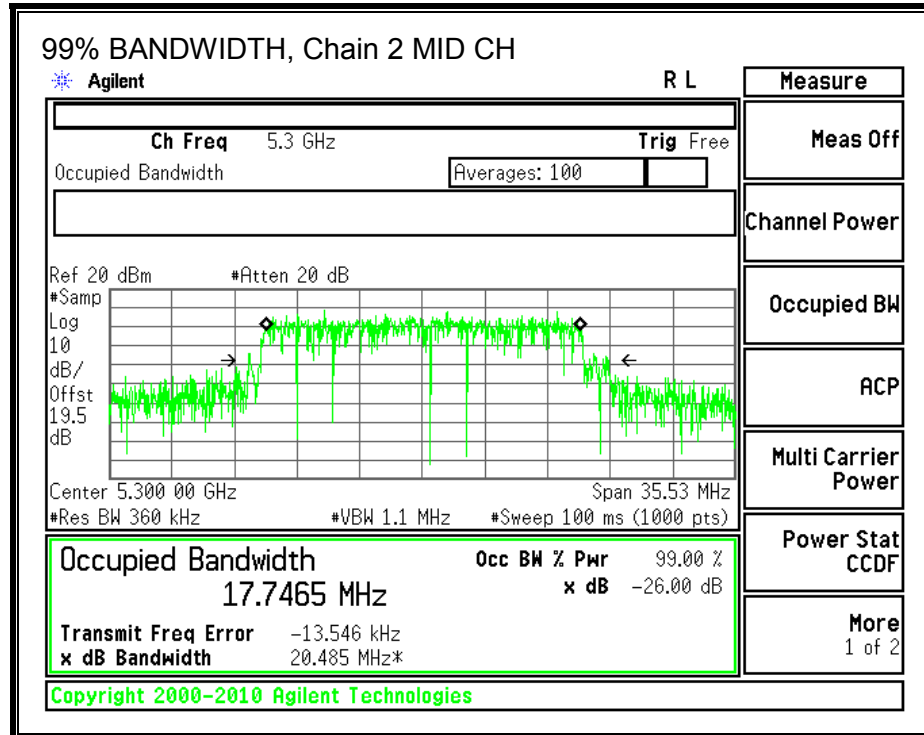 99% BANDWIDTH, Chain 2 MID CH
Agilent R L
Ch Freq 5.3 GHz Trig Free
Occupied Bandwidth Averages: 100
Ref 20 dBm #Atten 20 dB
#Samp
Log
10
dB/
Offst
19.5
dB
Center 5.300 00 GHz Span 35.53 MHz
#Res BW 360 kHz #VBW 1.1 MHz #Sweep 100 ms (1000 pts)
Occupied Bandwidth Occ BW % Pwr 99.00 %
17.7465 MHz x dB -26.00 dB
Transmit Freq Error -13.546 kHz
x dB Bandwidth 20.485 MHz*
Copyright 2000-2010 Agilent Technologies
Measure
Meas Off
Channel Power
Occupied BW
ACP
Multi Carrier
Power
Power Stat
CCDF
More
1 of 2